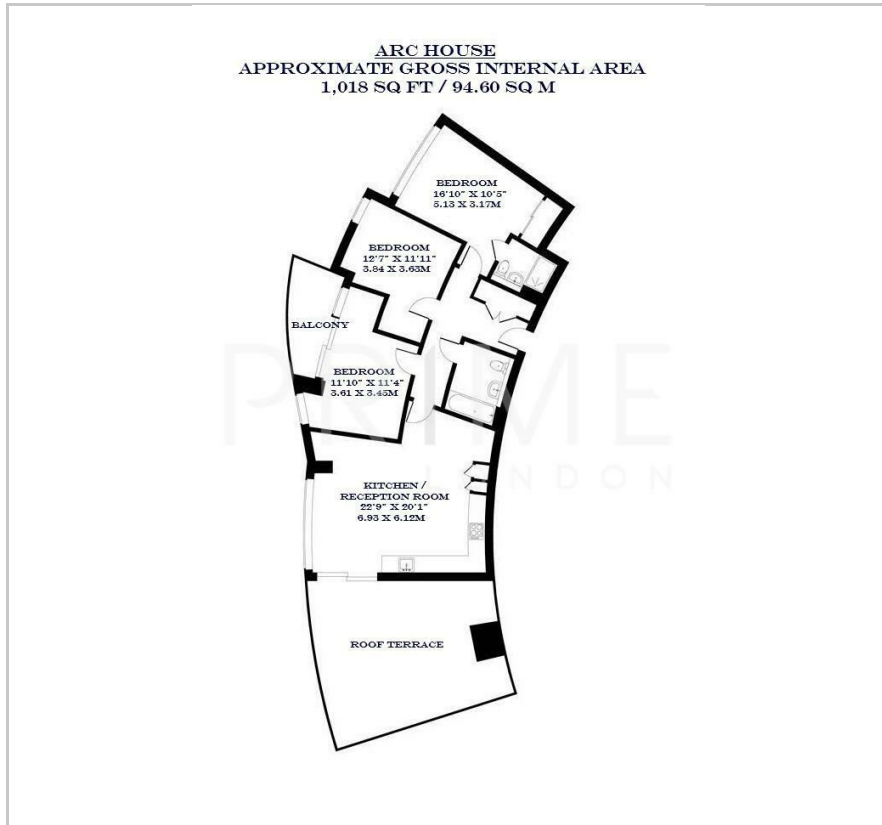 ARC HOUSE
APPROXIMATE GROSS INTERNAL AREA
1,018 SQ FT / 94.60 SQ M
BEDROOM
16'10" X 10'5"
5.13 X 3.17M
BEDROOM
12'7" X 11'11"
3.84 X 3.63M
BALCONY
BEDROOM
11'10" X 11'4"
3.61 X 3.45M
PRIME
LONDON
KITCHEN /
RECEPTION ROOM
22'9" X 20'1"
6.93 X 6.12M
ROOF TERRACE